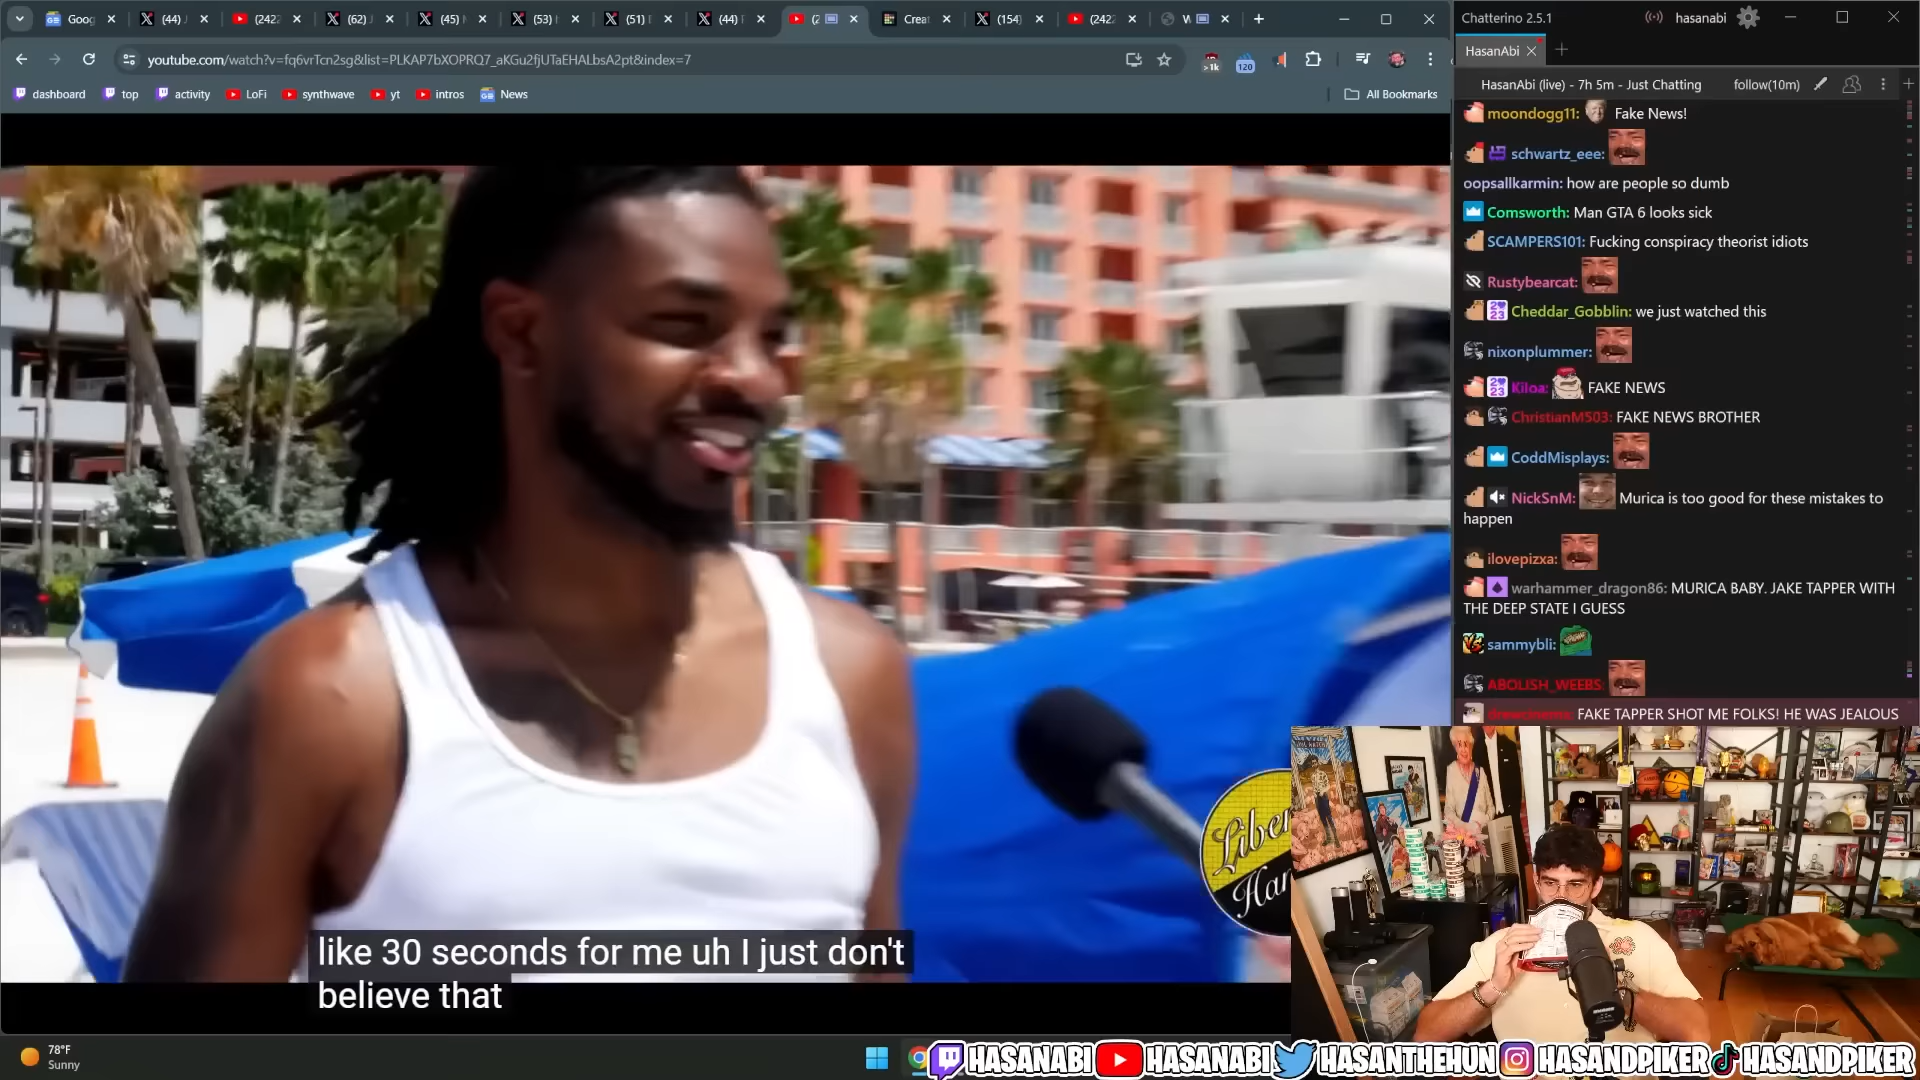 Goog
(44) J
(242
(62) J
(45) N
(53) (
(51) E
(44) F
(2
Crea
(154)
(242
W
youtube.com/watch?v=fq6vrTcn2sg&list=PLKAP7bXOPRQ7_aKGu2fjUTaEHALbsA2pt&index=7
>1k
120
dashboard
top
activity
LoFi
synthwave
yt
intros
News
All Bookmarks
like 30 seconds for me uh I just don't
believe that
Chatterino 2.5.1
hasanabi
HasanAbi
HasanAbi (live) - 7h 5m - Just Chatting
follow(10m)
moondogg11: Fake News!
schwartz_eee:
oopsallkarmin: how are people so dumb
Comsworth: Man GTA 6 looks sick
SCAMPERS101: Fucking conspiracy theorist idiots
Rustybearcat:
Cheddar_Gobblin: we just watched this
nixonplummer:
Kiloa: FAKE NEWS
ChristianM503: FAKE NEWS BROTHER
CoddMisplays:
NickSnM: Murica is too good for these mistakes to
happen
ilovepizxa:
warhammer_dragon86: MURICA BABY. JAKE TAPPER WITH
THE DEEP STATE I GUESS
sammybli:
ABOLISH_WEEBS:
FAKE TAPPER SHOT ME FOLKS! HE WAS JEALOUS
78°F
Sunny
HASANABI
HASANABI
HASANTHEHUN
HASANDPIKER
HASANDPIKER